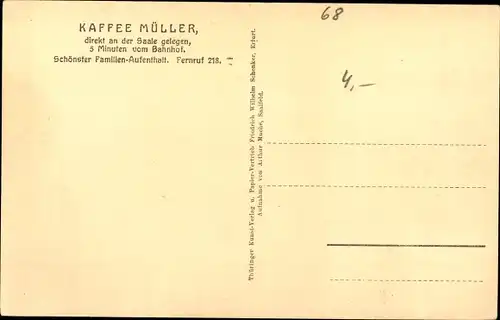 KAFFEE MÜLLER,
direkt an der Saale gelegen,
5 Minuten vom Bahnhof.
Schönster Familien-Aufenthalt. Fernruf 218.
68
4,-
Thüringer Kunst-Verlag u. Papier-Vertrieb Friedrich Wilhelm Schenker, Erfurt.
Aufnahme von Arthur Mucke, Saalfeld.